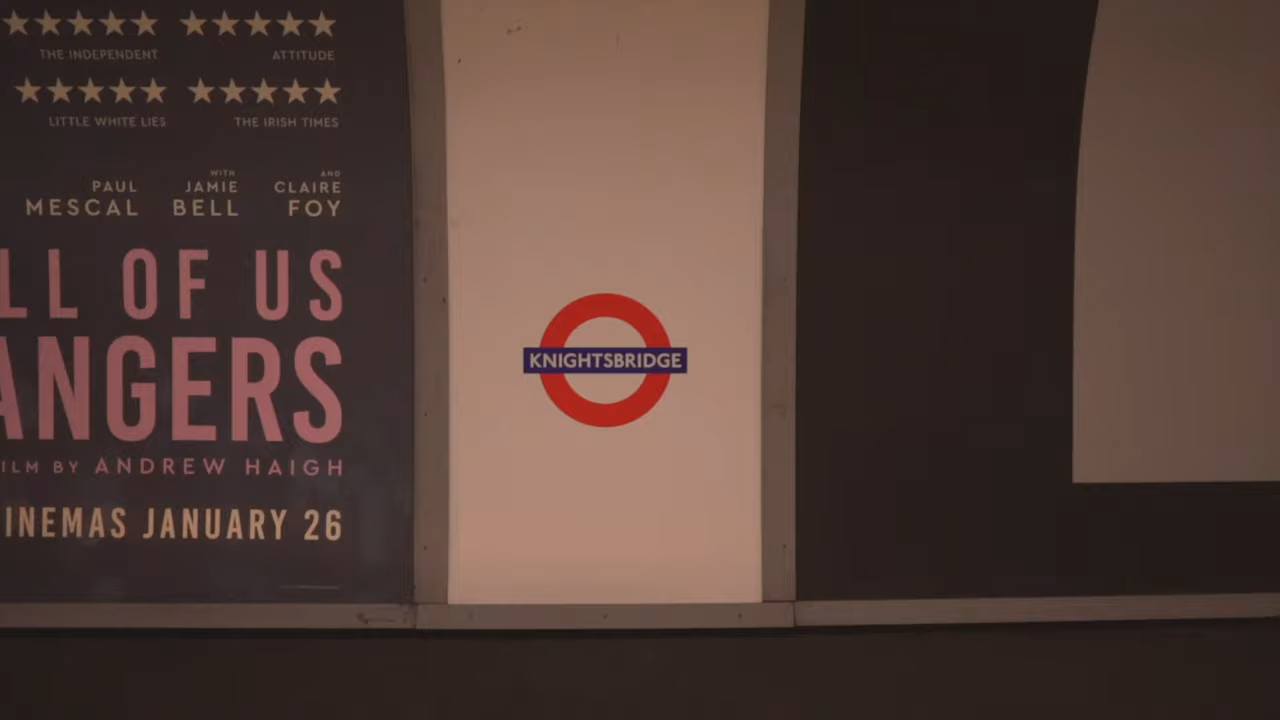 THE INDEPENDENT ATTITUDE
LITTLE WHITE LIES THE IRISH TIMES
WITH AND
PAUL JAMIE CLAIRE
MESCAL BELL FOY
LL OF US
ANGERS
ILM BY ANDREW HAIGH
INEMAS JANUARY 26
KNIGHTSBRIDGE